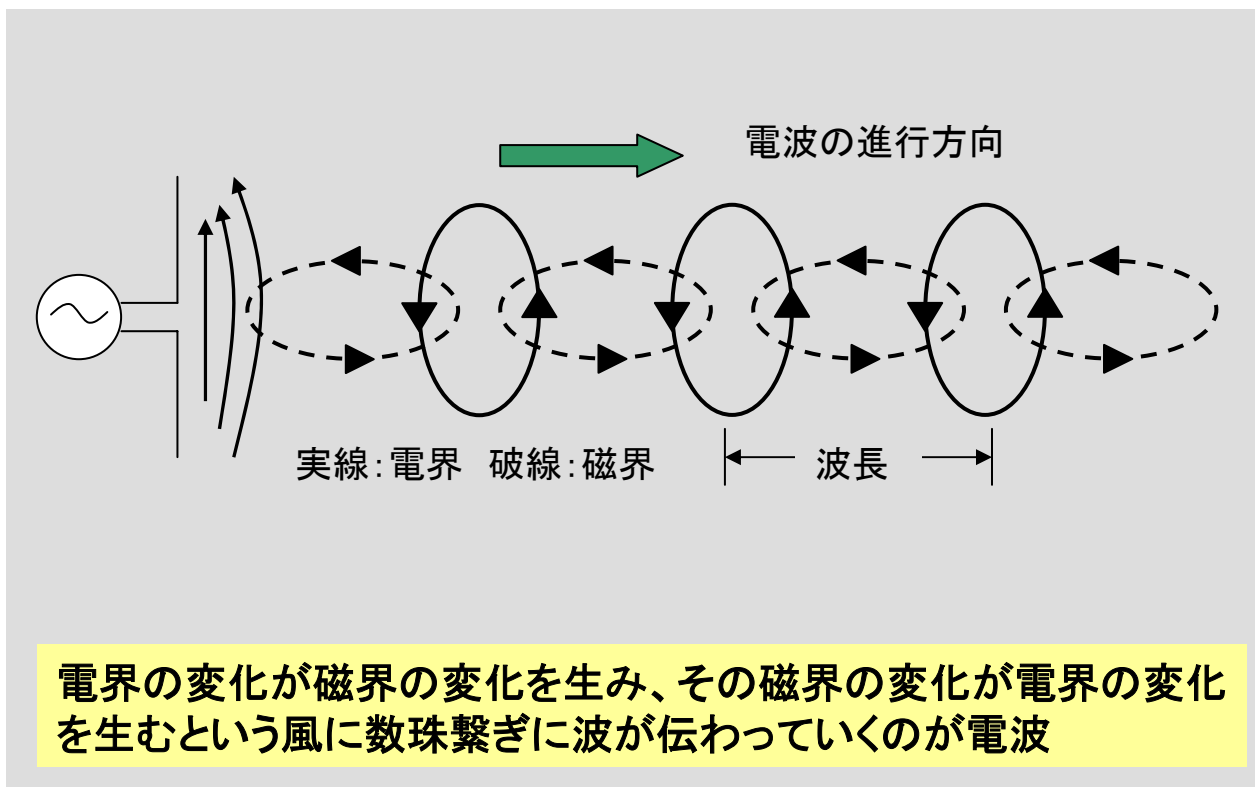 電波の進行方向
実線：電界　破線：磁界
波長
電界の変化が磁界の変化を生み、その磁界の変化が電界の変化
を生むという風に数珠繋ぎに波が伝わっていくのが電波